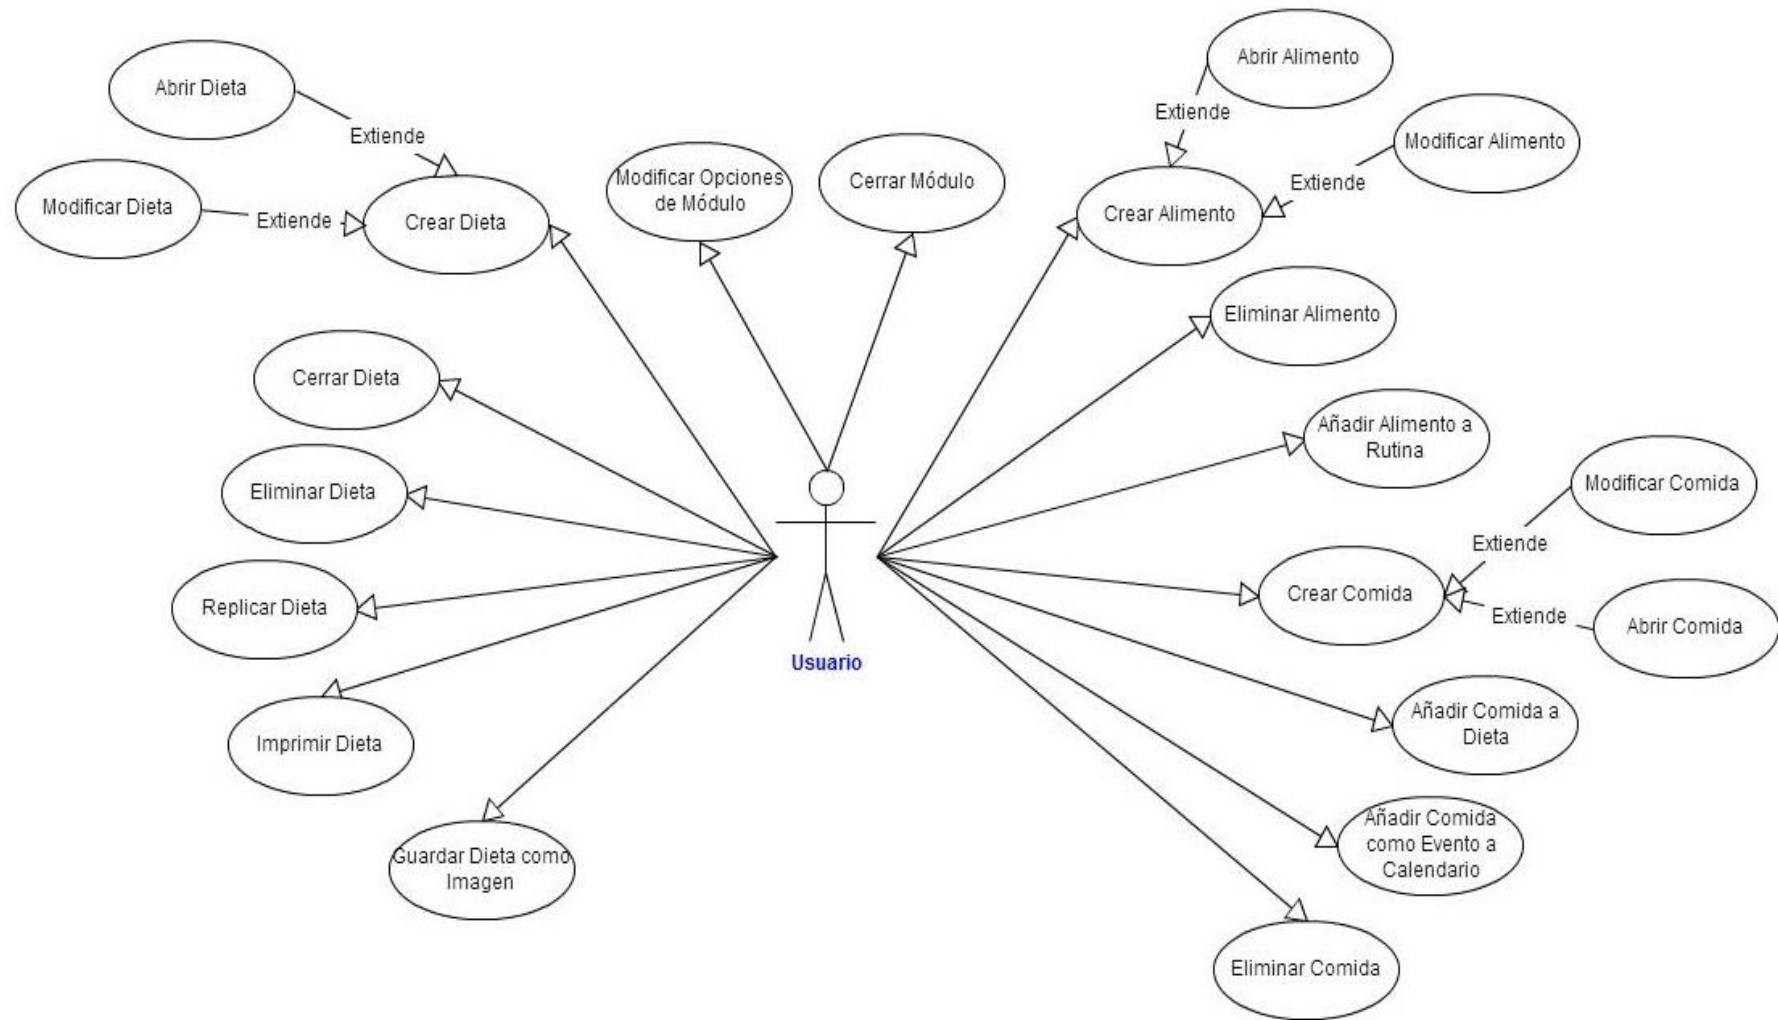 Abrir Dieta
Extiende
Modificar Dieta
Extiende
Crear Dieta
Modificar Opciones
de Módulo
Cerrar Módulo
Abrir Alimento
Extiende
Modificar Alimento
Extiende
Crear Alimento
Eliminar Alimento
Cerrar Dieta
Añadir Alimento a
Rutina
Eliminar Dieta
Modificar Comida
Extiende
Crear Comida
Extiende
Abrir Comida
Replicar Dieta
Usuario
Imprimir Dieta
Añadir Comida a
Dieta
Guardar Dieta como
Imagen
Añadir Comida
como Evento a
Calendario
Eliminar Comida